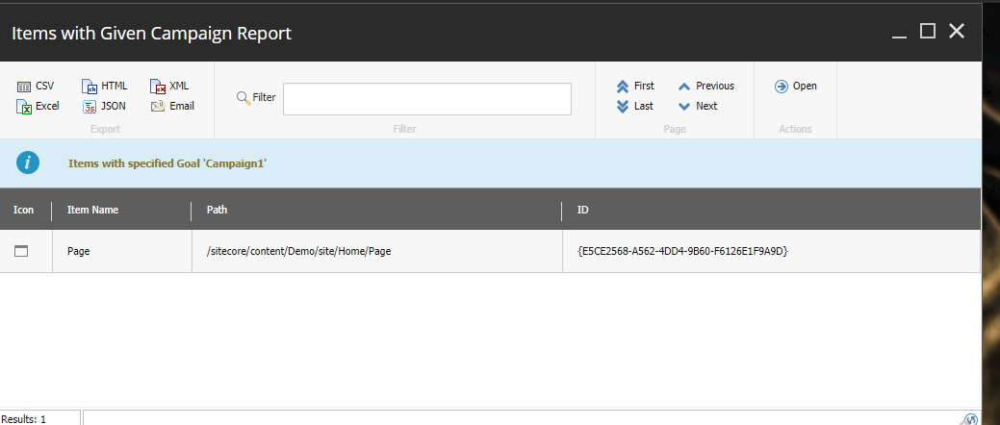 Items with Given Campaign Report
CSV HTML XML
Excel JSON Email
Export
Filter
Filter
First Previous
Last Next
Page
Open
Actions
Items with specified Goal 'Campaign1'
Icon Item Name Path ID
Page /sitecore/content/Demo/site/Home/Page {E5CE2568-A562-4DD4-9B60-F6126E1F9A9D}
Results: 1